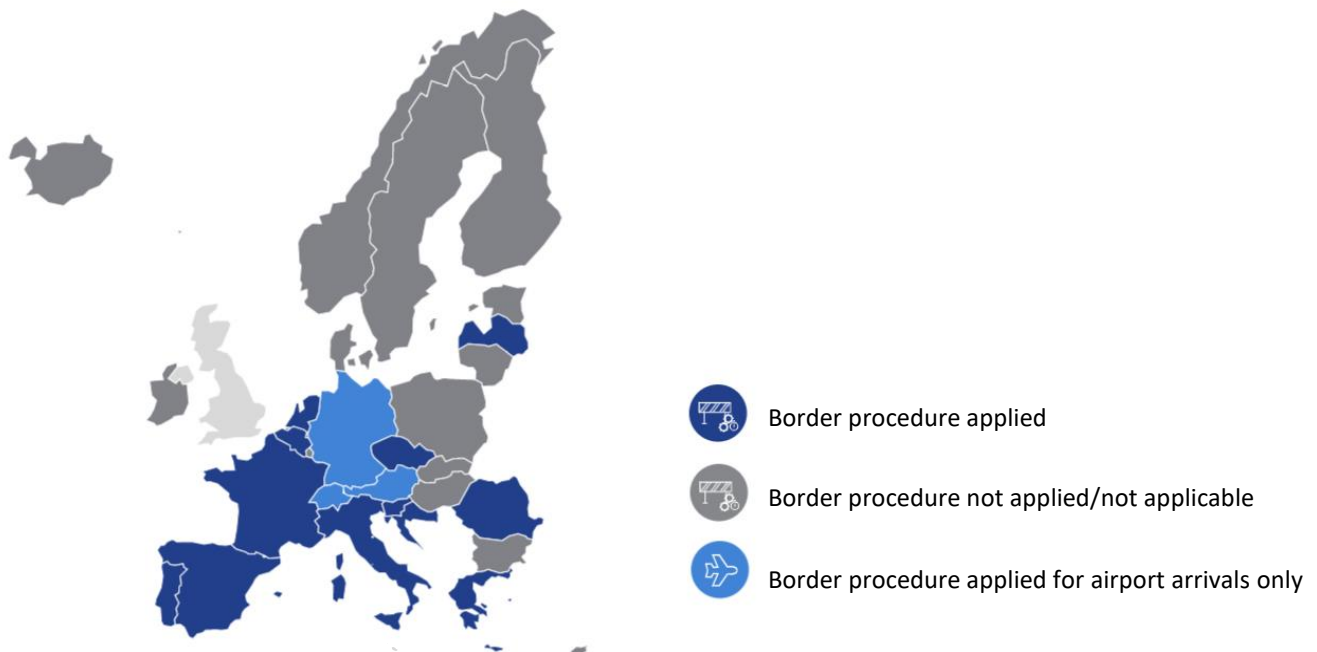 Border procedure applied
Border procedure not applied/not applicable
Border procedure applied for airport arrivals only